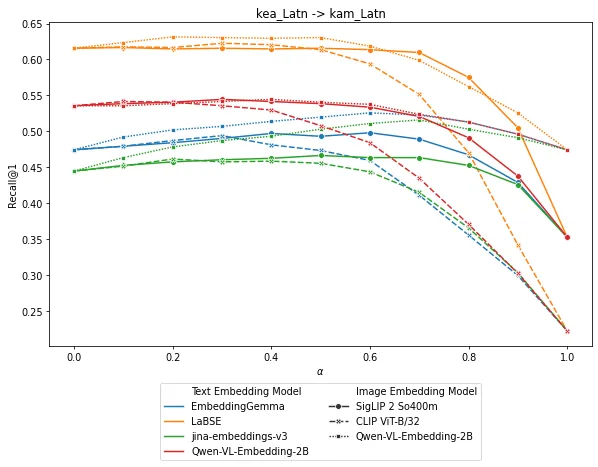 kea_Latn -> kam_Latn
0.65
0.60
0.55
0.50
0.45
0.40
0.35
0.30
0.25
Recall@1
0.0 0.2 0.4 0.6 0.8 1.0
α
Text Embedding Model Image Embedding Model
EmbeddingGemma SigLIP 2 So400m
LaBSE CLIP ViT-B/32
jina-embeddings-v3 Qwen-VL-Embedding-2B
Qwen-VL-Embedding-2B